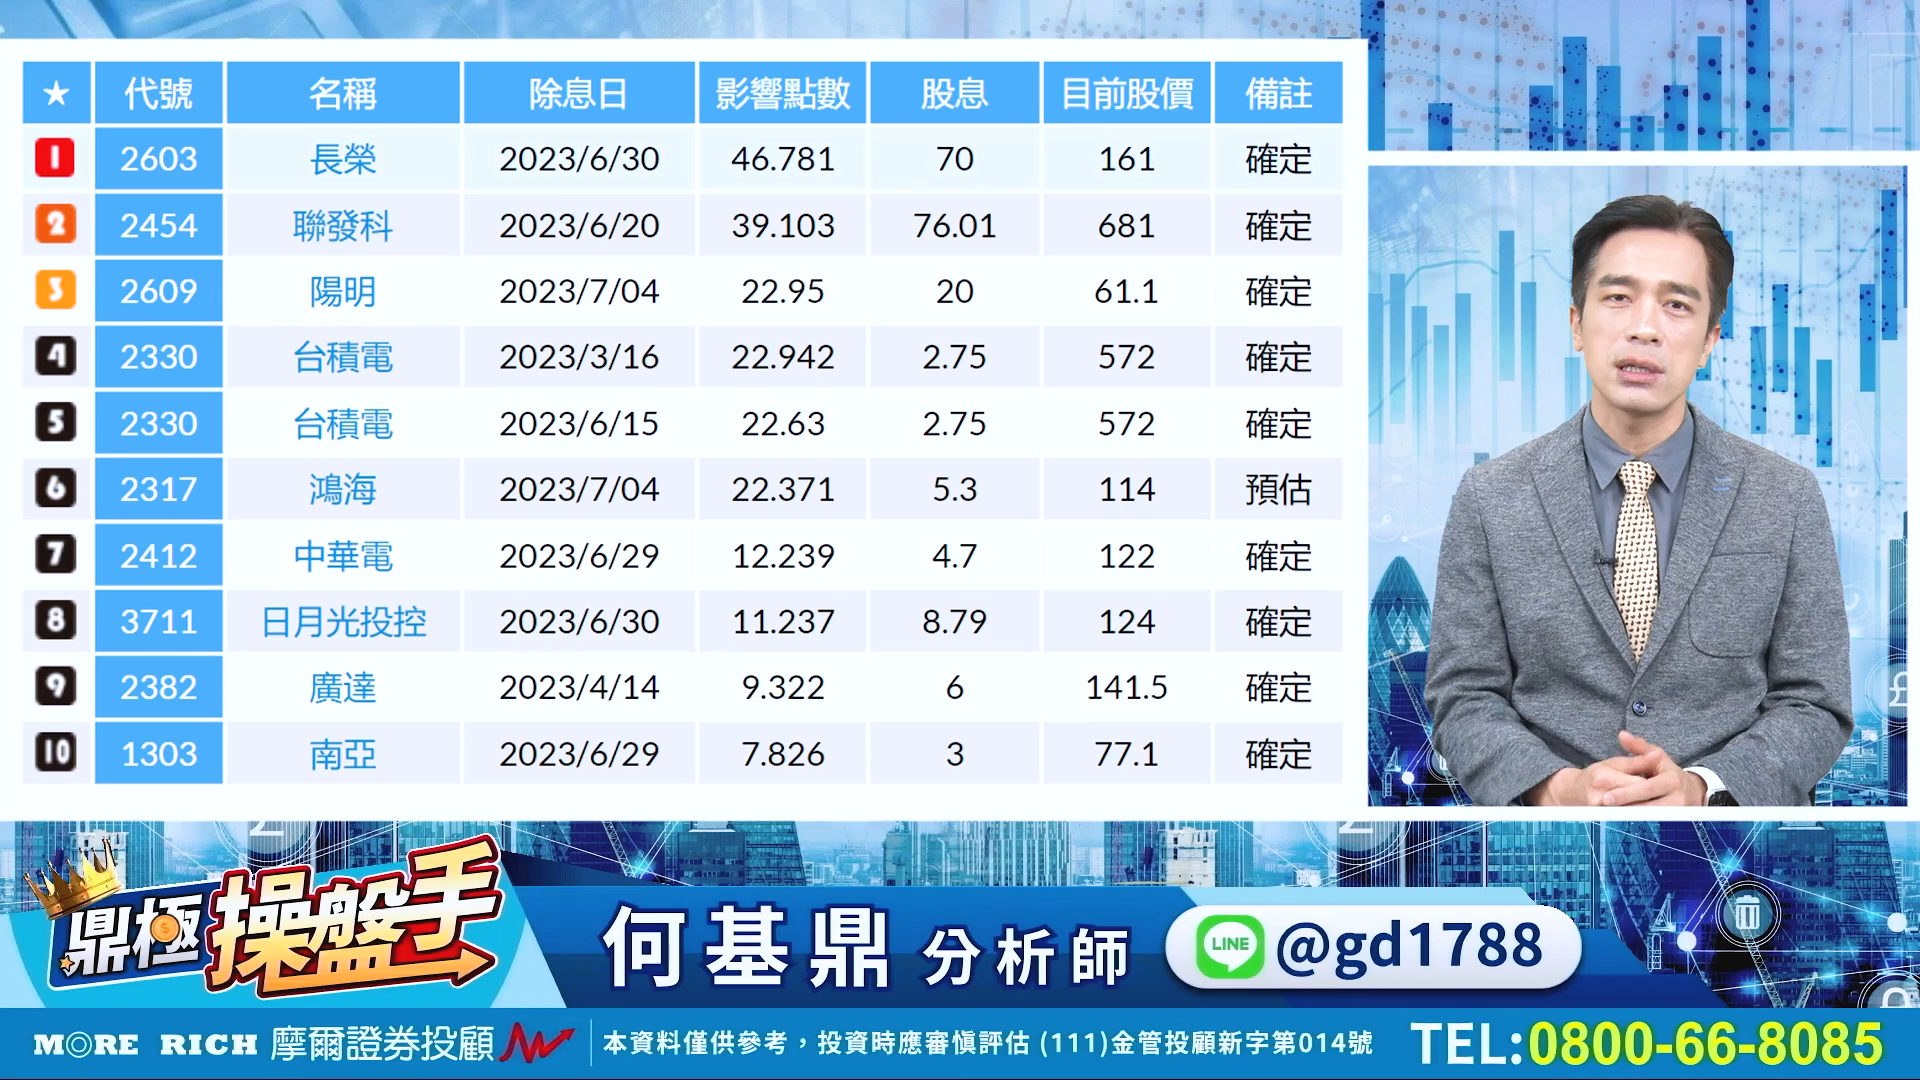 ★ 代號 名稱 除息日 影響點數 股息 目前股價 備註
1 2603 長榮 2023/6/30 46.781 70 161 確定
2 2454 聯發科 2023/6/20 39.103 76.01 681 確定
3 2609 陽明 2023/7/04 22.95 20 61.1 確定
4 2330 台積電 2023/3/16 22.942 2.75 572 確定
5 2330 台積電 2023/6/15 22.63 2.75 572 確定
6 2317 鴻海 2023/7/04 22.371 5.3 114 預估
7 2412 中華電 2023/6/29 12.239 4.7 122 確定
8 3711 日月光投控 2023/6/30 11.237 8.79 124 確定
9 2382 廣達 2023/4/14 9.322 6 141.5 確定
10 1303 南亞 2023/6/29 7.826 3 77.1 確定
鼎極操盤手
何基鼎 分析師
LINE @gd1788
MORE RICH 摩爾證券投顧
本資料僅供參考，投資時應審慎評估 (111)金管投顧新字第014號
TEL:0800-66-8085